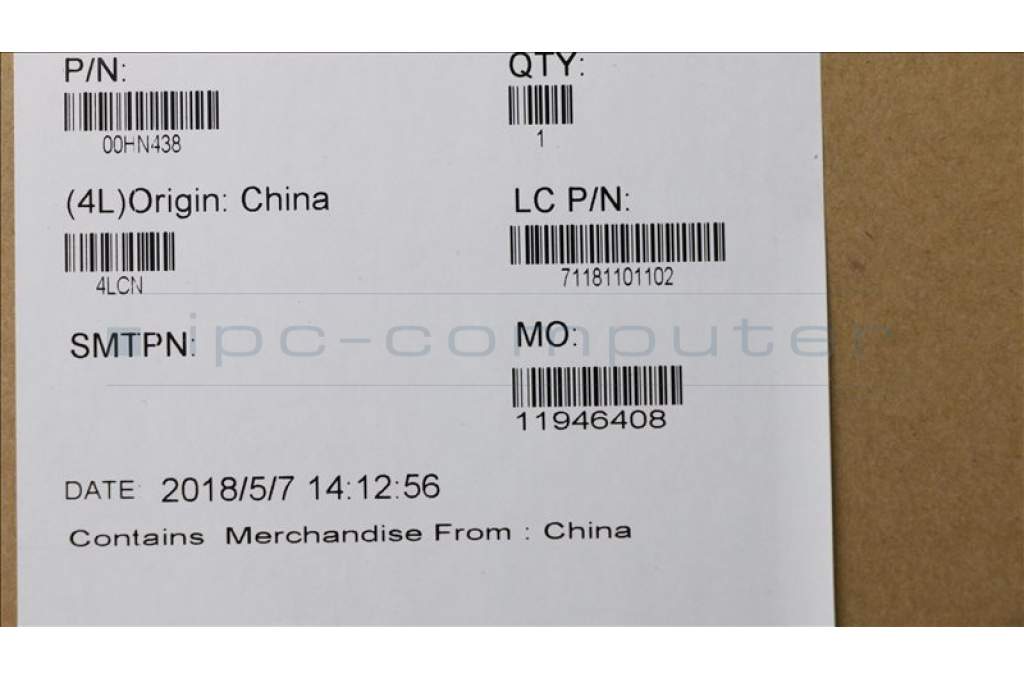 P/N: QTY:
00HN438 1
(4L)Origin: China LC P/N:
4LCN 71181101102
SMTPN: MO:
ipc-computer
11946408
DATE: 2018/5/7 14:12:56
Contains Merchandise From : China